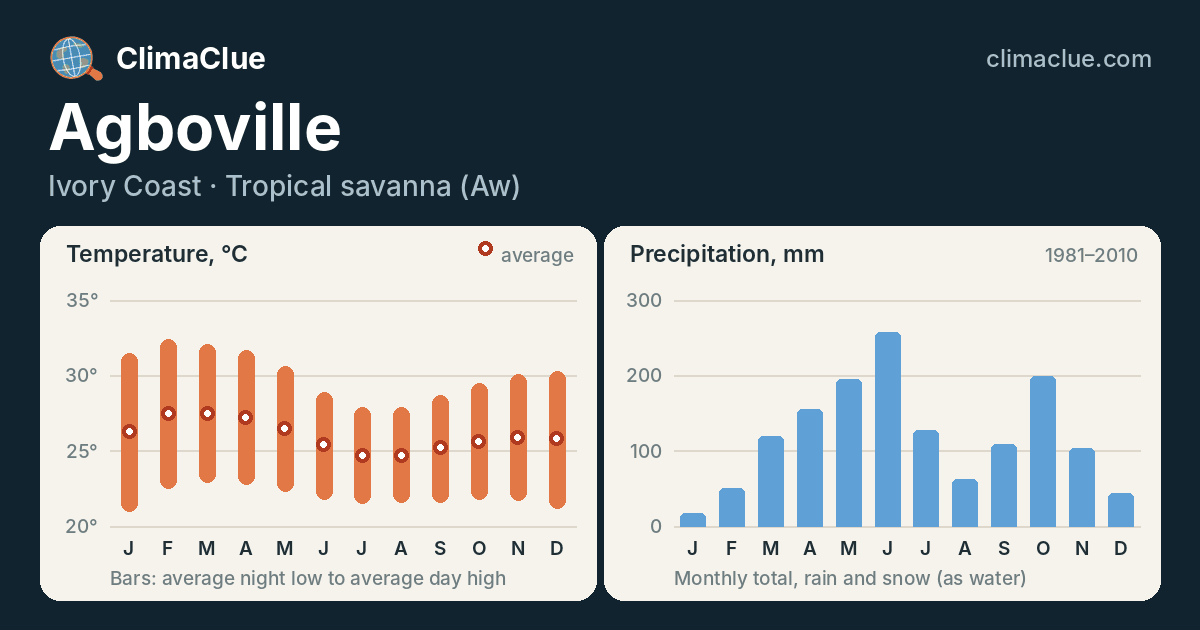 ClimaClue
climaclue.com
Agboville
Ivory Coast · Tropical savanna (Aw)
Temperature, °C
average
35°
30°
25°
20°
J F M A M J J A S O N D
Bars: average night low to average day high
Precipitation, mm
1981–2010
300
200
100
0
J F M A M J J A S O N D
Monthly total, rain and snow (as water)